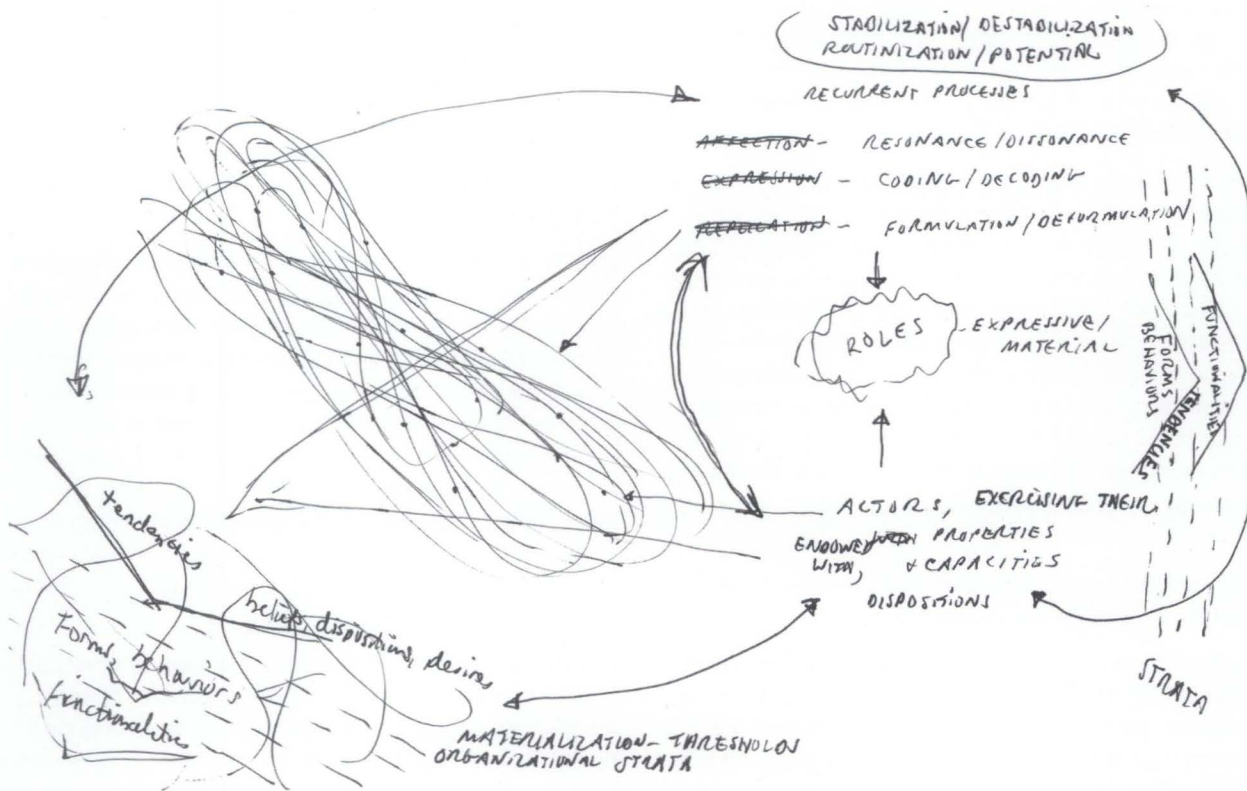 STABILIZATION/DESTABILIZATION
ROUTINIZATION/POTENTIAL
RECURRENT PROCESSES
AFFECTION - RESONANCE/DISSONANCE
EXPRESSION - CODING/DECODING
REPLICATION - FORMULATION/DEFORMULATION
ROLES
EXPRESSIVE/
MATERIAL
FORMS
BEHAVIORS
TENDENCIES
FUNCTIONALITIES
ACTORS, EXERCISING THEIR
ENDOWED WITH PROPERTIES
WITH, + CAPACITIES
DISPOSITIONS
STRATA
tendencies
beliefs, dispositions, desires
Forms, behaviors
functionalities
MATERIALIZATION - THRESHOLDS
ORGANIZATIONAL STRATA